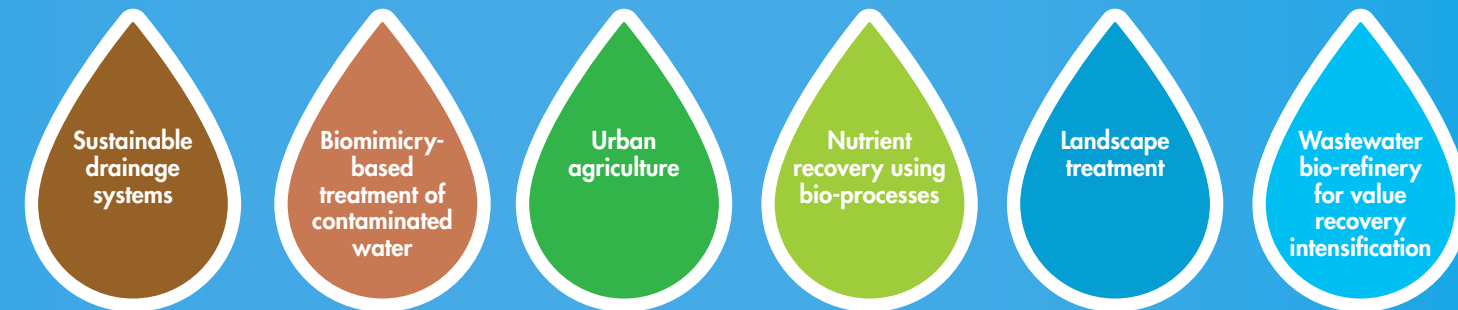 Sustainable
drainage
systems
Biomimicry-
based
treatment of
contaminated
water
Urban
agriculture
Nutrient
recovery using
bio-processes
Landscape
treatment
Wastewater
bio-refinery
for value
recovery
intensification